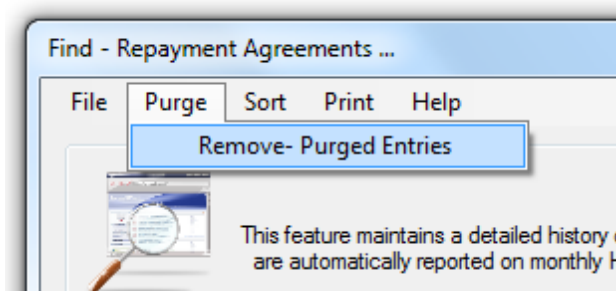 Find - Repayment Agreements ...
File Purge Sort Print Help
Remove- Purged Entries
This feature maintains a detailed history
are automatically reported on monthly